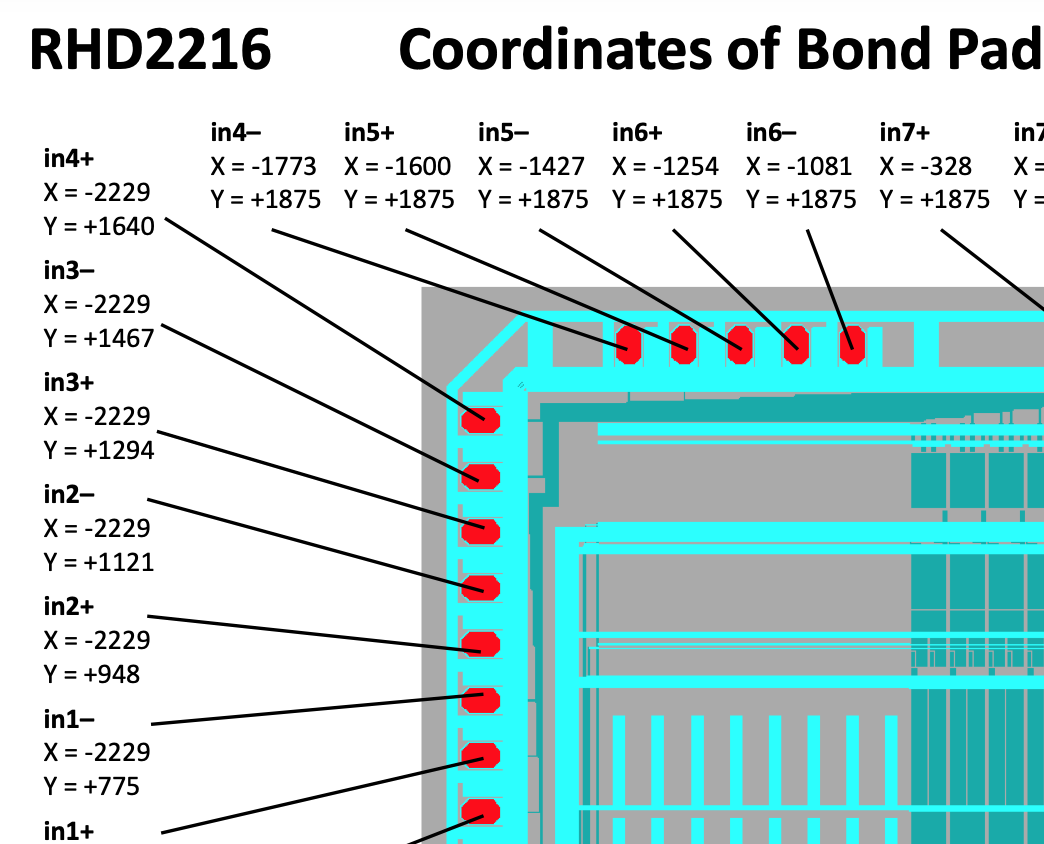 RHD2216 Coordinates of Bond Pad
in4+
X = -2229
Y = +1640
in4–
X = -1773
Y = +1875
in5+
X = -1600
Y = +1875
in5–
X = -1427
Y = +1875
in6+
X = -1254
Y = +1875
in6–
X = -1081
Y = +1875
in7+
X = -328
Y = +1875
in7
X =
Y =
in3–
X = -2229
Y = +1467
in3+
X = -2229
Y = +1294
in2–
X = -2229
Y = +1121
in2+
X = -2229
Y = +948
in1–
X = -2229
Y = +775
in1+